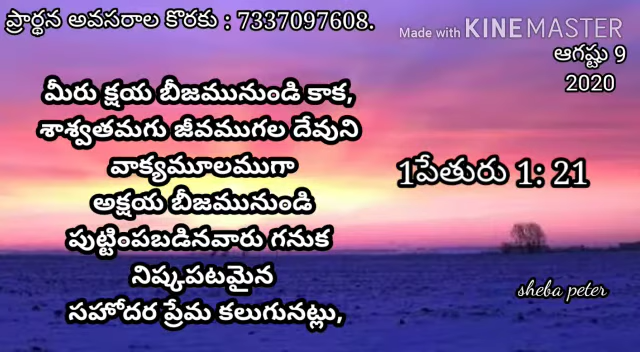 ప్రార్థన అవసరాల కొరకు : 7337097608.
Made with KINEMASTER
ఆగష్టు 9
2020
మీరు క్షయ బీజమునుండి కాక,
శాశ్వతమగు జీవముగల దేవుని
వాక్యమూలముగా
అక్షయ బీజమునుండి
పుట్టింపబడినవారు గనుక
నిష్కపటమైన
సహోదర ప్రేమ కలుగునట్లు,
1పేతురు 1: 21
sheba peter